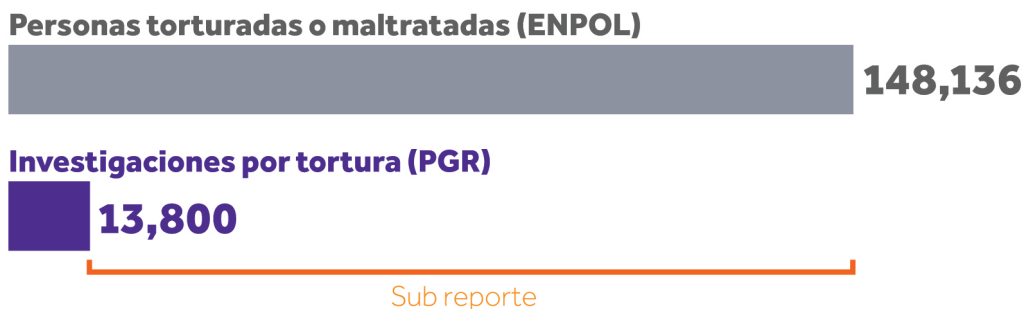 Personas torturadas o maltratadas (ENPOL)
148,136
Investigaciones por tortura (PGR)
13,800
Sub reporte